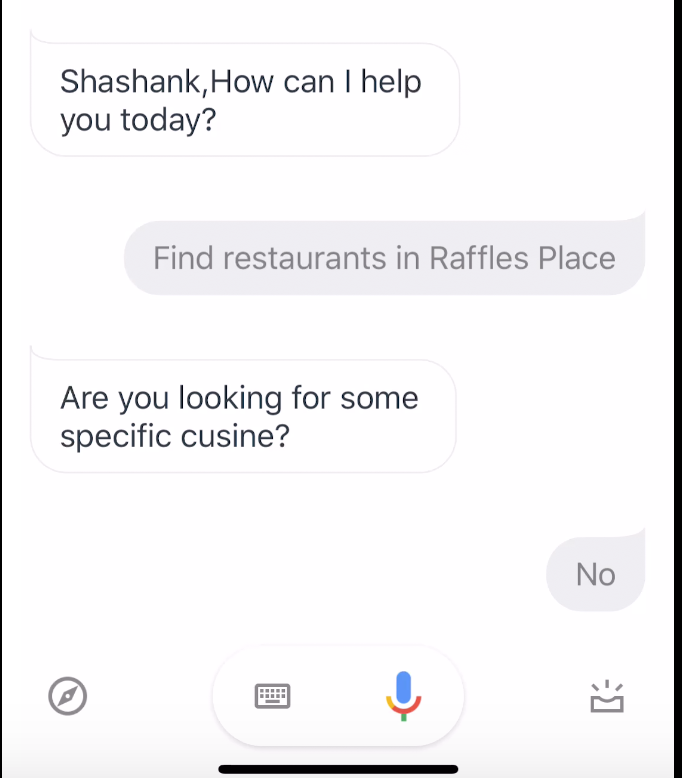 Shashank,How can I help
you today?
Find restaurants in Raffles Place
Are you looking for some
specific cusine?
No